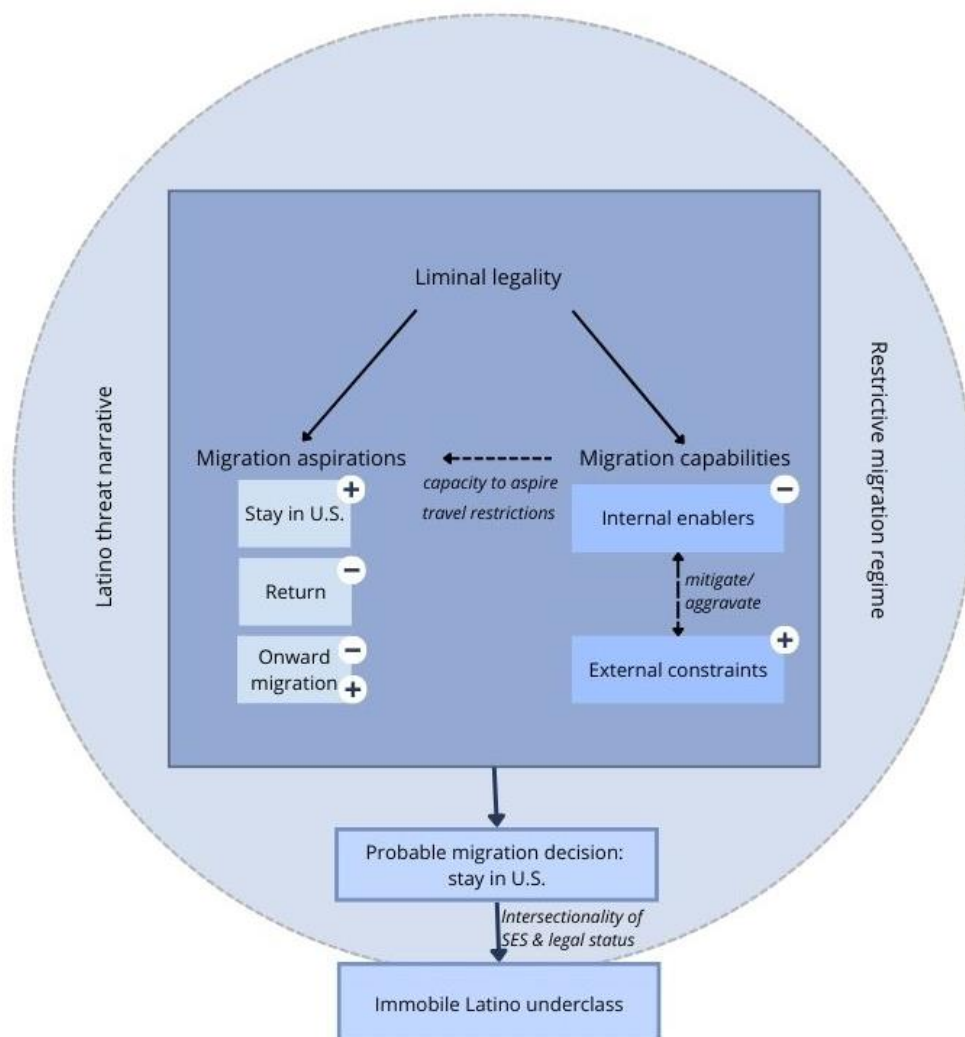 Liminal legality
Latino threat narrative
Restrictive migration regime
Migration aspirations
Migration capabilities
capacity to aspire
travel restrictions
+
Stay in U.S.
−
Return
−
Onward
migration
+
−
Internal enablers
mitigate/
aggravate
+
External constraints
Probable migration decision:
stay in U.S.
Intersectionality of
SES & legal status
Immobile Latino underclass